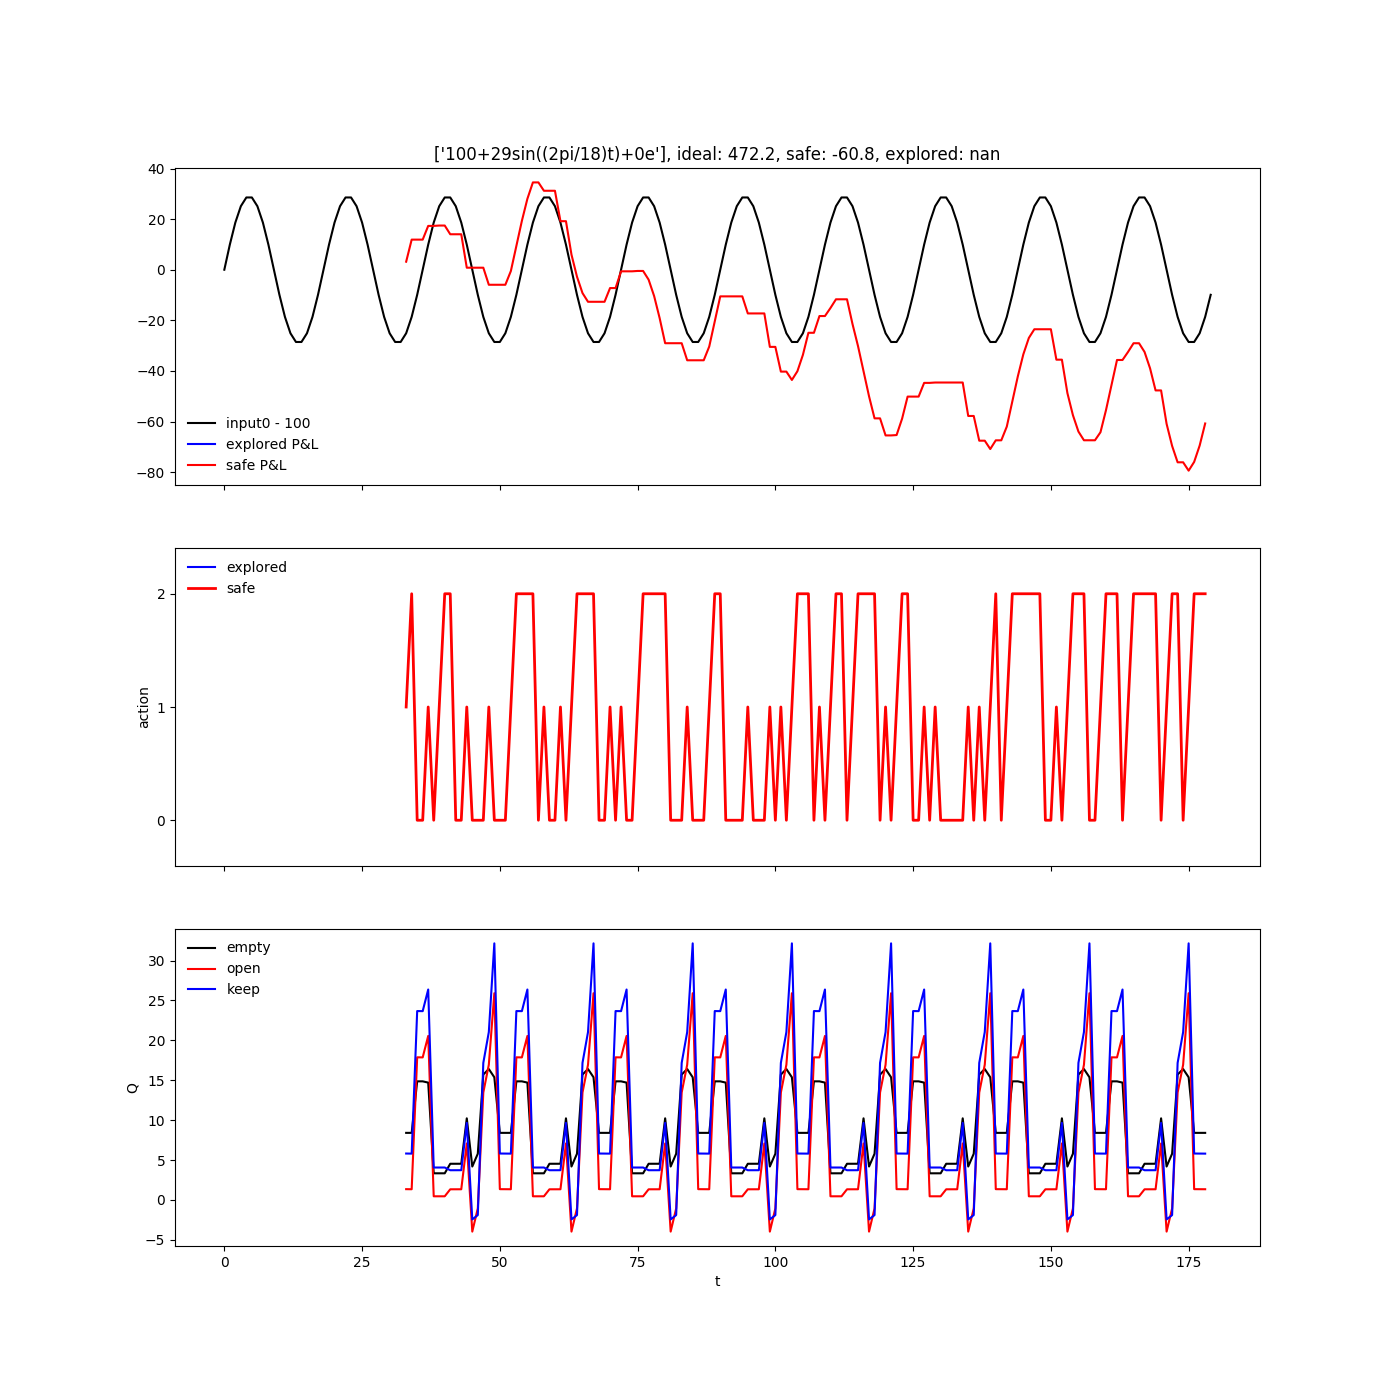 ['100+29sin((2pi/18)t)+0e'], ideal: 472.2, safe: -60.8, explored: nan
40
20
0
−20
−40
−60
−80
input0 - 100
explored P&L
safe P&L
2
1
0
action
explored
safe
30
25
20
15
10
5
0
−5
Q
empty
open
keep
0 25 50 75 100 125 150 175
t